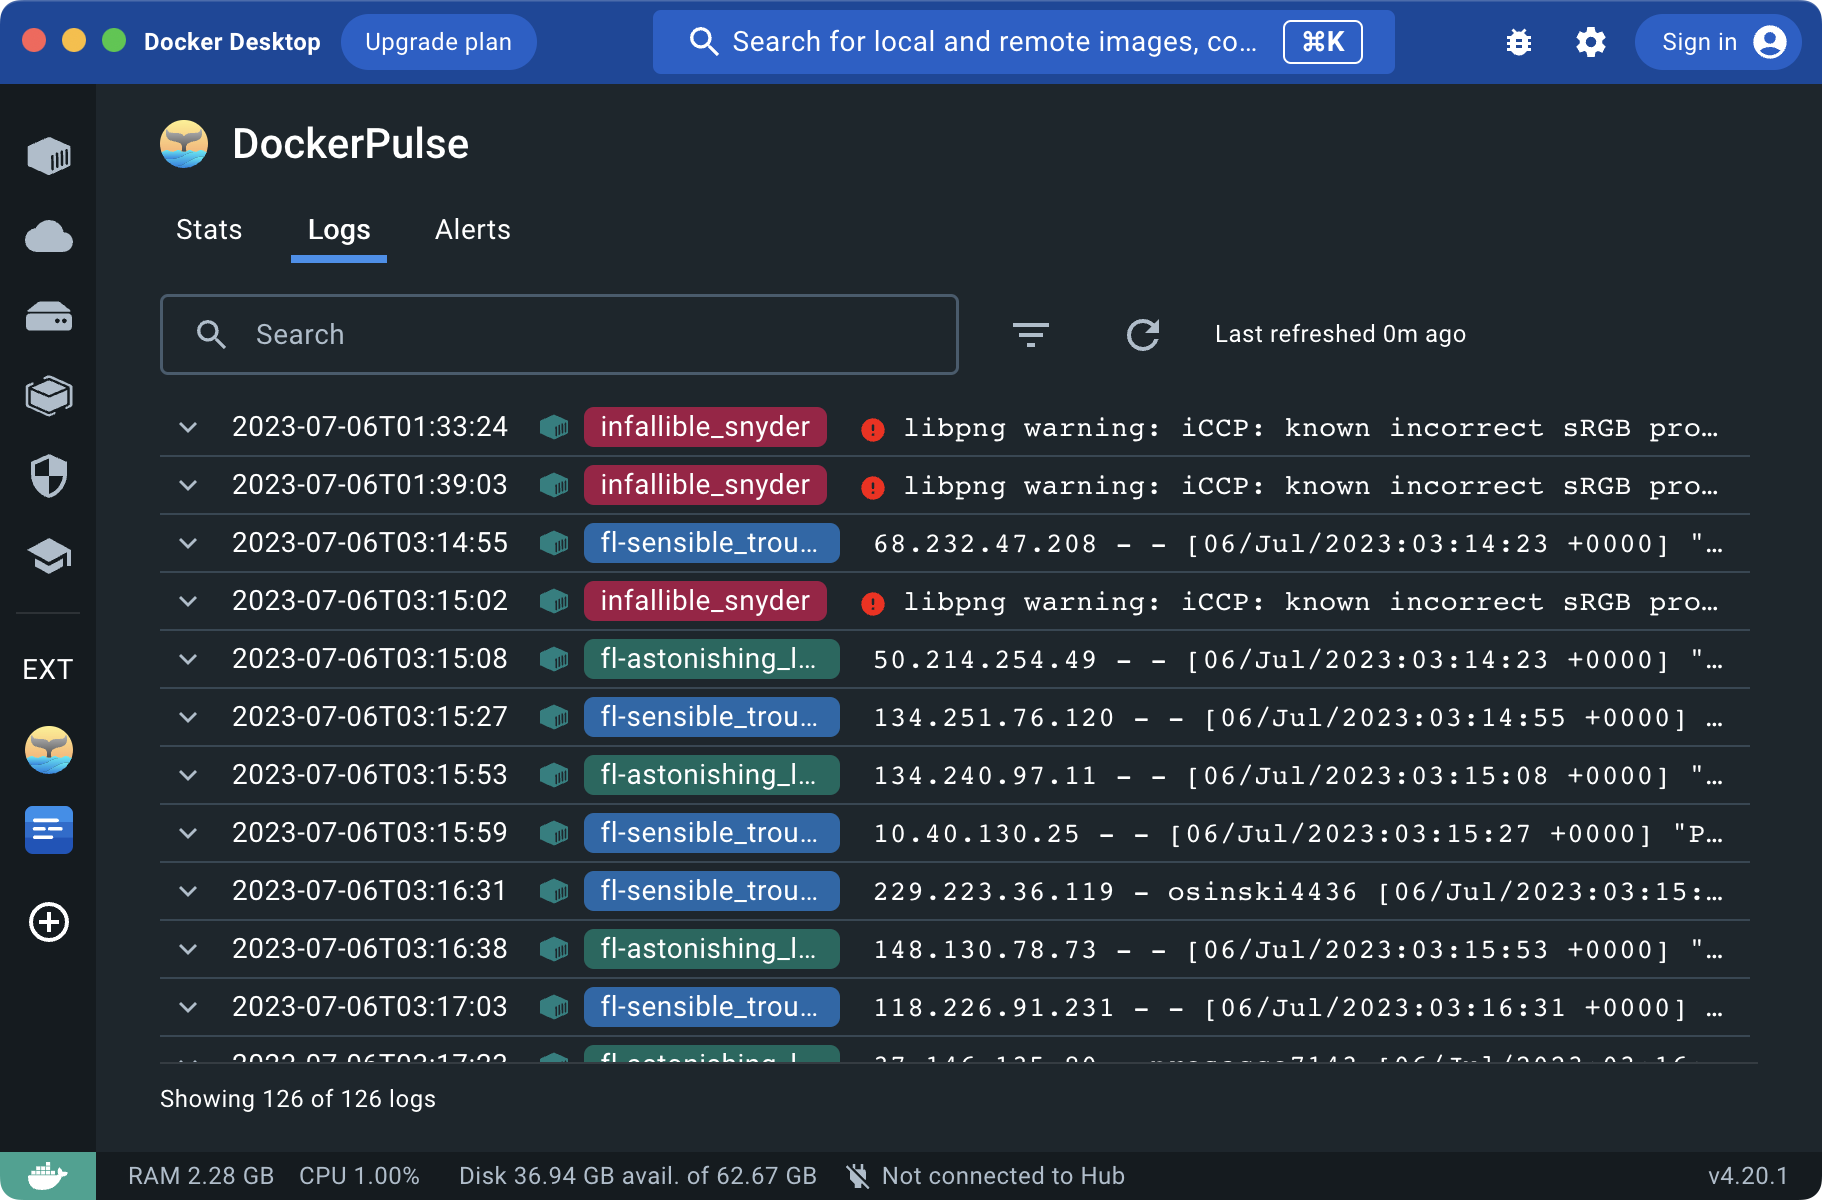 Docker Desktop Upgrade plan Search for local and remote images, co... ⌘K Sign in
DockerPulse
Stats Logs Alerts
Search Last refreshed 0m ago
2023-07-06T01:33:24 infallible_snyder libpng warning: iCCP: known incorrect sRGB pro…
2023-07-06T01:39:03 infallible_snyder libpng warning: iCCP: known incorrect sRGB pro…
2023-07-06T03:14:55 fl-sensible_trou… 68.232.47.208 - - [06/Jul/2023:03:14:23 +0000] "…
2023-07-06T03:15:02 infallible_snyder libpng warning: iCCP: known incorrect sRGB pro…
2023-07-06T03:15:08 fl-astonishing_l… 50.214.254.49 - - [06/Jul/2023:03:14:23 +0000] "…
2023-07-06T03:15:27 fl-sensible_trou… 134.251.76.120 - - [06/Jul/2023:03:14:55 +0000] …
2023-07-06T03:15:53 fl-astonishing_l… 134.240.97.11 - - [06/Jul/2023:03:15:08 +0000] "…
2023-07-06T03:15:59 fl-sensible_trou… 10.40.130.25 - - [06/Jul/2023:03:15:27 +0000] "P…
2023-07-06T03:16:31 fl-sensible_trou… 229.223.36.119 - osinski4436 [06/Jul/2023:03:15:…
2023-07-06T03:16:38 fl-astonishing_l… 148.130.78.73 - - [06/Jul/2023:03:15:53 +0000] "…
2023-07-06T03:17:03 fl-sensible_trou… 118.226.91.231 - - [06/Jul/2023:03:16:31 +0000] …
fl-astonishing_l…
EXT
Showing 126 of 126 logs
RAM 2.28 GB CPU 1.00% Disk 36.94 GB avail. of 62.67 GB Not connected to Hub v4.20.1